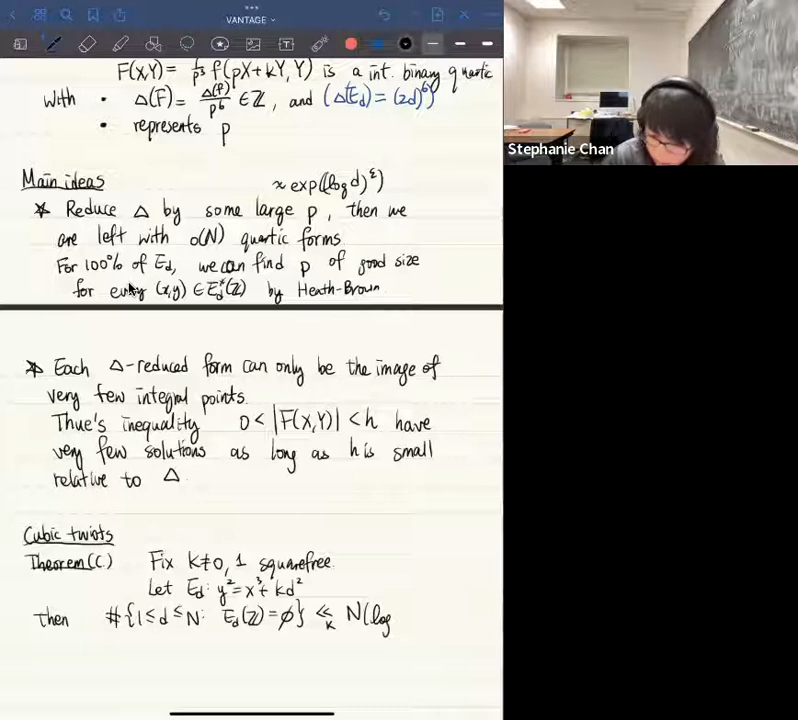 VANTAGE
F(X,Y) = 1/p³ f(pX+kY, Y) is a int. binary quartic
with • Δ(F) = Δ(f)/p⁶ ∈ ℤ, and (Δ(E_d) = (2d)⁶)
• represents p
Main ideas
≍ exp((log d)^ε)
* Reduce Δ by some large p, then we
are left with o(N) quartic forms
For 100% of E_d, we can find p of good size
for every (x,y) ∈ E_d*(ℤ) by Heath-Brown.
* Each Δ-reduced form can only be the image of
very few integral points.
Thue's inequality 0 < |F(X,Y)| < h have
very few solutions as long as h is small
relative to Δ
Cubic twists
Theorem (C.) Fix k≠0, 1 squarefree.
Let E_d: y² = x³ + kd²
Then #{1≤d≤N: E_d(ℤ) = ∅} ≪_k N(log
Stephanie Chan